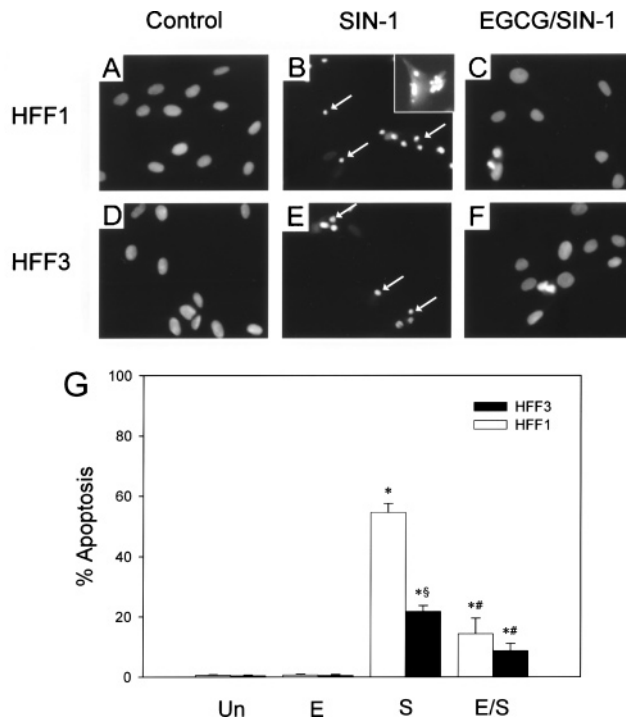 Control SIN-1 EGCG/SIN-1
HFF1
A B C
HFF3
D E F
G
100
80
60
40
20
0
% Apoptosis
HFF3
HFF1
*
*§
*#
*#
Un E S E/S